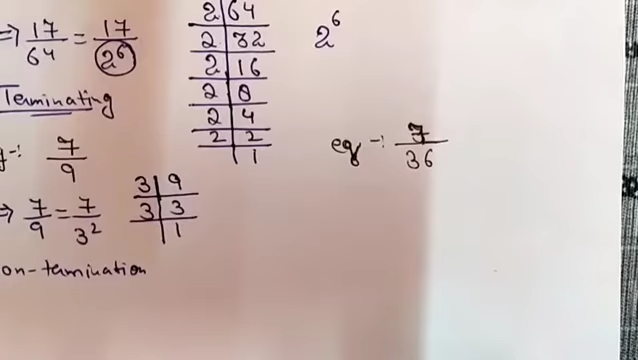 ⇒ 17/64 = 17/2⁶
2 | 64
2 | 32
2 | 16
2 | 8
2 | 4
2 | 2
1
2⁶
Terminating
g -: 7/9
⇒ 7/9 = 7/3²
3 | 9
3 | 3
1
on-termination
eg -: 7/36